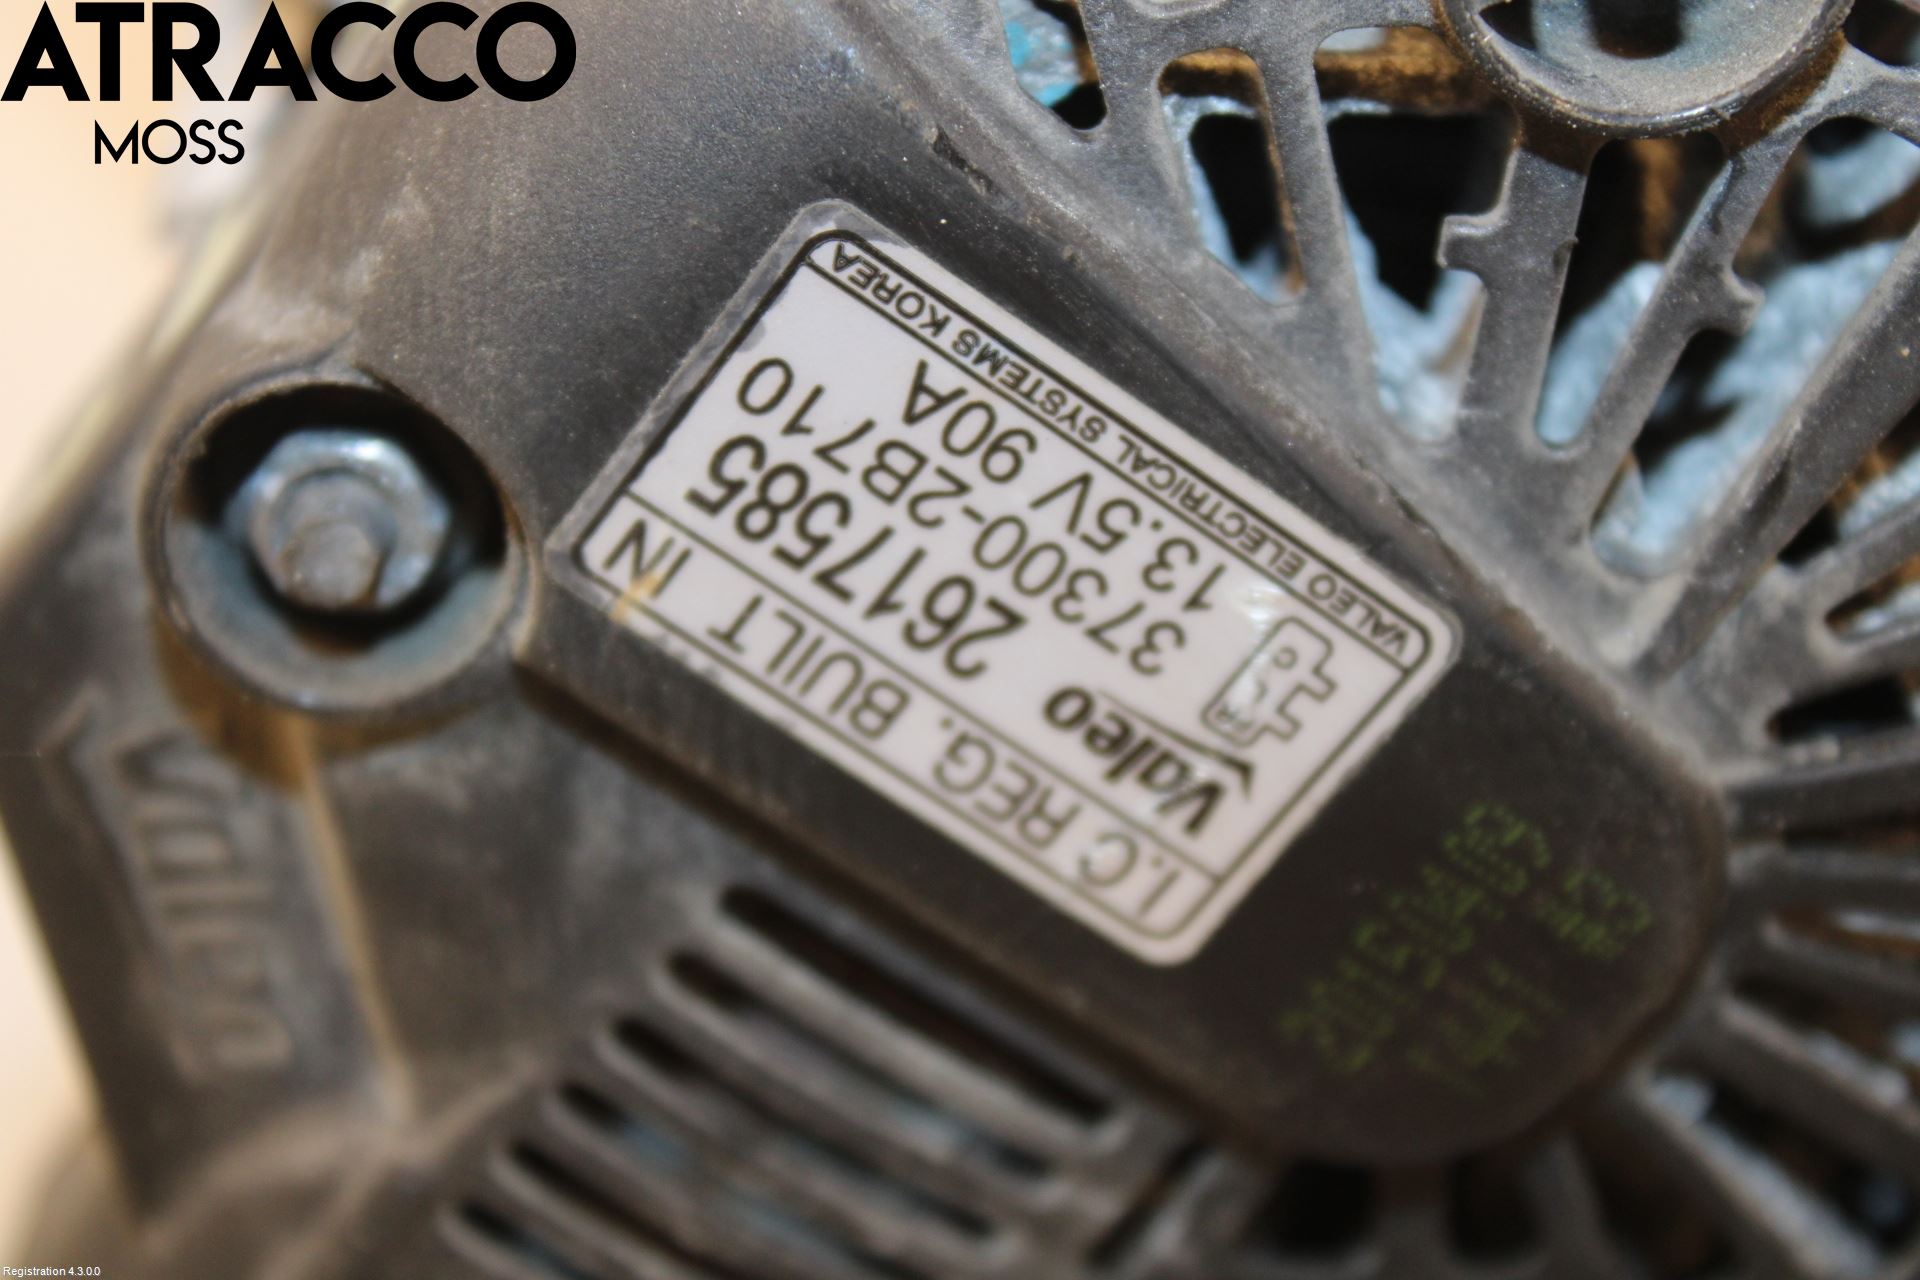 ATRACCO
MOSS
I.C REG. BUILT IN
Valeo 2617585
37300-2B710
13.5V 90A
VALEO ELECTRICAL SYSTEMS KOREA
Valeo
Registration 4.3.0.0